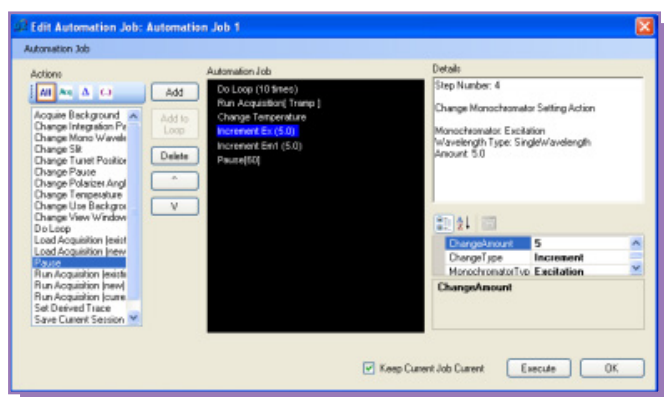 Edit Automation Job: Automation Job 1
Automation Job
Actions
All
Acq
Δ
Add
Add to
Loop
Delete
^
V
Acquire Background
Change Integration Pe
Change Mono Wavele
Change Slit
Change Turret Position
Change Pause
Change Polarizer Angl
Change Temperature
Change Use Backgrou
Change View Window
Do Loop
Load Acquisition [exist
Load Acquisition [new
Pause
Run Acquisition [existi
Run Acquisition [new]
Run Acquisition [curre
Set Derived Trace
Save Current Session
Automation Job
Do Loop (10 times)
Run Acquisition[ Tramp ]
Change Temperature
Increment Ex (5.0)
Increment Em1 (5.0)
Pause[60]
Details
Step Number: 4
Change Monochromator Setting Action
Monochromator: Excitation
Wavelength Type: SingleWavelength
Amount: 5.0
ChangeAmount 5
ChangeType Increment
MonochromatorTyp Excitation
ChangeAmount
Keep Current Job Current
Execute
OK